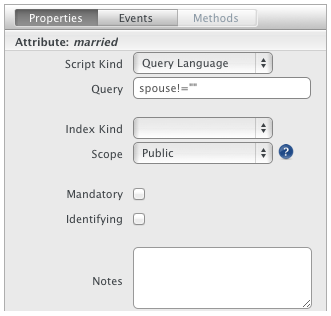 Properties Events Methods
Attribute: married
Script Kind Query Language
Query spouse!=""
Index Kind
Scope Public ?
Mandatory
Identifying
Notes